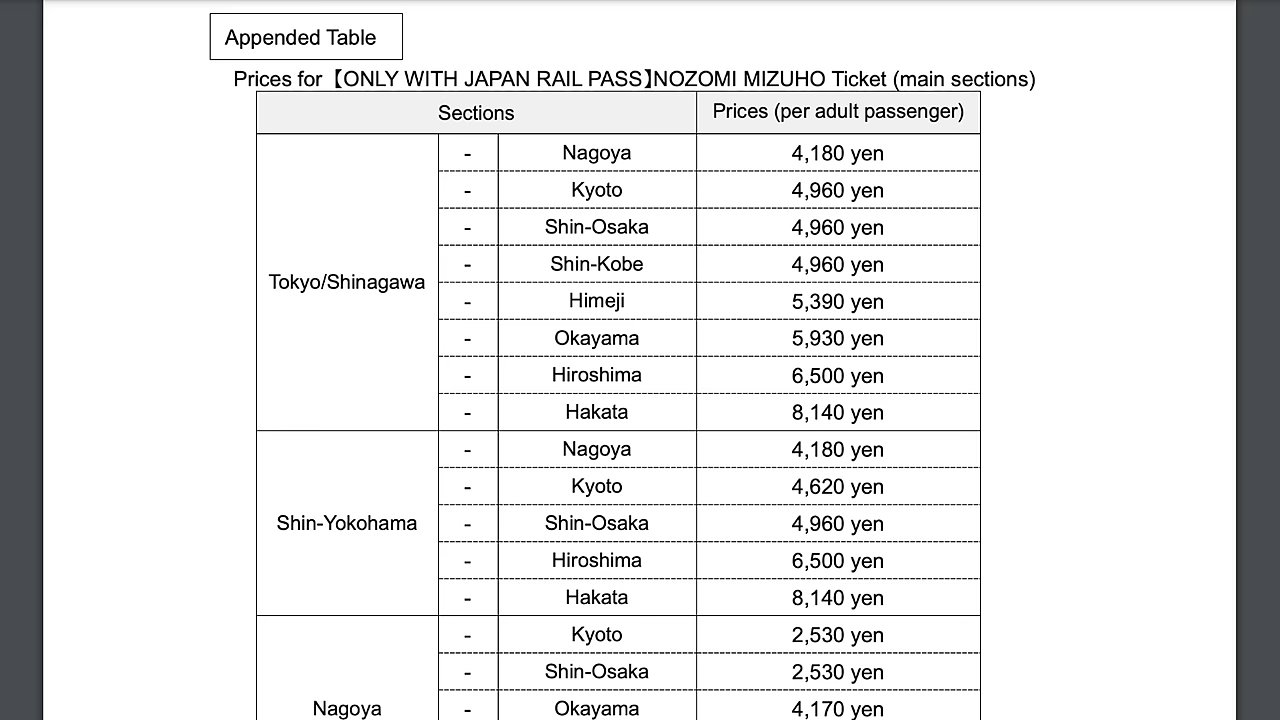 Appended Table
Prices for【ONLY WITH JAPAN RAIL PASS】NOZOMI MIZUHO Ticket (main sections)
Sections Prices (per adult passenger)
Tokyo/Shinagawa - Nagoya 4,180 yen
- Kyoto 4,960 yen
- Shin-Osaka 4,960 yen
- Shin-Kobe 4,960 yen
- Himeji 5,390 yen
- Okayama 5,930 yen
- Hiroshima 6,500 yen
- Hakata 8,140 yen
Shin-Yokohama - Nagoya 4,180 yen
- Kyoto 4,620 yen
- Shin-Osaka 4,960 yen
- Hiroshima 6,500 yen
- Hakata 8,140 yen
Nagoya - Kyoto 2,530 yen
- Shin-Osaka 2,530 yen
- Okayama 4,170 yen